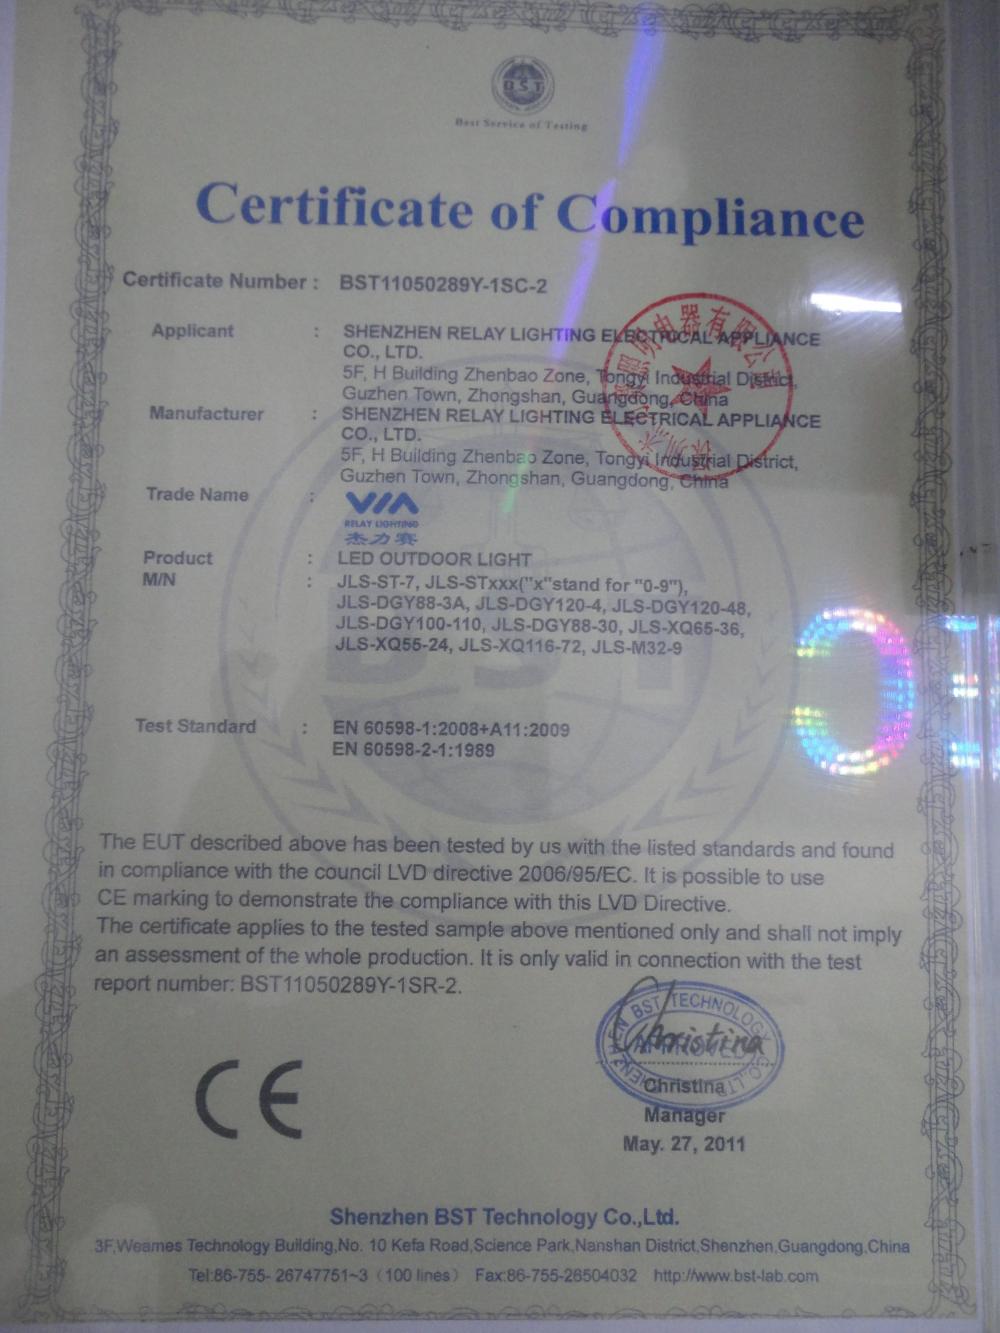 BST
Best Service of Testing
Certificate of Compliance
Certificate Number : BST11050289Y-1SC-2
Applicant : SHENZHEN RELAY LIGHTING ELECTRICAL APPLIANCE
CO., LTD.
5F, H Building Zhenbao Zone, Tongyi Industrial District,
Guzhen Town, Zhongshan, Guangdong, China
Manufacturer : SHENZHEN RELAY LIGHTING ELECTRICAL APPLIANCE
CO., LTD.
5F, H Building Zhenbao Zone, Tongyi Industrial District,
Guzhen Town, Zhongshan, Guangdong, China
Trade Name : VIA
RELAY LIGHTING
杰力赛
Product : LED OUTDOOR LIGHT
M/N : JLS-ST-7, JLS-STxxx("x"stand for "0-9"),
JLS-DGY88-3A, JLS-DGY120-4, JLS-DGY120-48,
JLS-DGY100-110, JLS-DGY88-30, JLS-XQ65-36,
JLS-XQ55-24, JLS-XQ116-72, JLS-M32-9
Test Standard : EN 60598-1:2008+A11:2009
EN 60598-2-1:1989
The EUT described above has been tested by us with the listed standards and found
in compliance with the council LVD directive 2006/95/EC. It is possible to use
CE marking to demonstrate the compliance with this LVD Directive.
The certificate applies to the tested sample above mentioned only and shall not imply
an assessment of the whole production. It is only valid in connection with the test
report number: BST11050289Y-1SR-2.
CE
SHENZHEN BST TECHNOLOGY CO.,LTD
APPROVED
Christina
Christina
Manager
May. 27, 2011
Shenzhen BST Technology Co.,Ltd.
3F,Weames Technology Building,No. 10 Kefa Road,Science Park,Nanshan District,Shenzhen,Guangdong,China
Tel:86-755- 26747751~3（100 lines） Fax:86-755-26504032 http://www.bst-lab.com